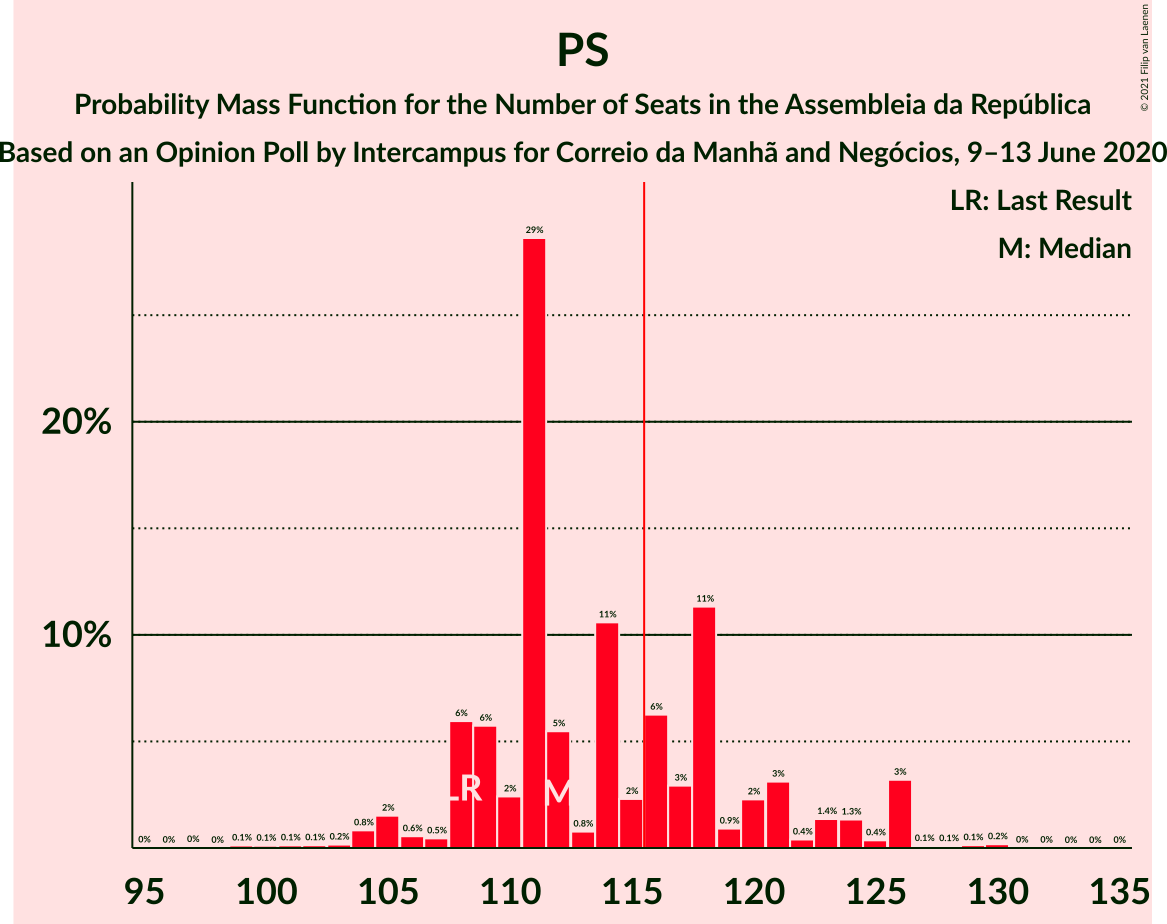 PS
Probability Mass Function for the Number of Seats in the Assembleia da República
Based on an Opinion Poll by Intercampus for Correio da Manhã and Negócios, 9–13 June 2020
© 2021 Filip van Laenen
LR: Last Result
M: Median
20%
10%
0% 0% 0% 0% 0.1% 0.1% 0.1% 0.1% 0.2% 0.8% 2% 0.6% 0.5% 6% 6% 2% 29% 5% 0.8% 11% 2% 6% 3% 11% 0.9% 2% 3% 0.4% 1.4% 1.3% 0.4% 3% 0.1% 0.1% 0.1% 0.2% 0% 0% 0% 0% 0%
LR M
95 100 105 110 115 120 125 130 135